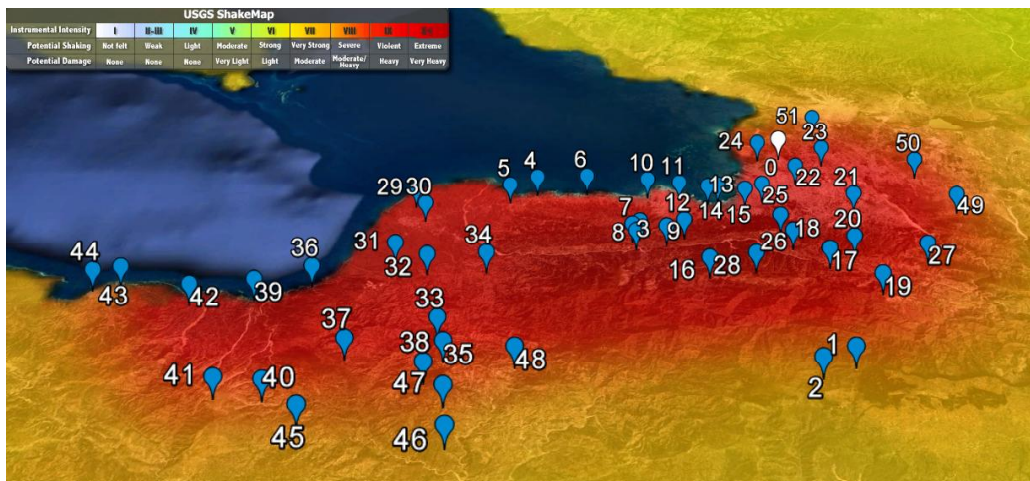 USGS ShakeMap
Instrumental Intensity I II-III IV V VI VII VIII IX X+
Potential Shaking Not felt Weak Light Moderate Strong Very Strong Severe Violent Extreme
Potential Damage None None None Very Light Light Moderate Moderate/Heavy Heavy Very Heavy
51
24 23 50
5 4 6 10 11 0 22
29 30 13 25 21 49
7 12 14 15
31 8 3 9 18 20
34 26 27
44 36 32 16 28 17
43 42 39 19
33
37 38 35 48 1
41 40 47 2
45 46